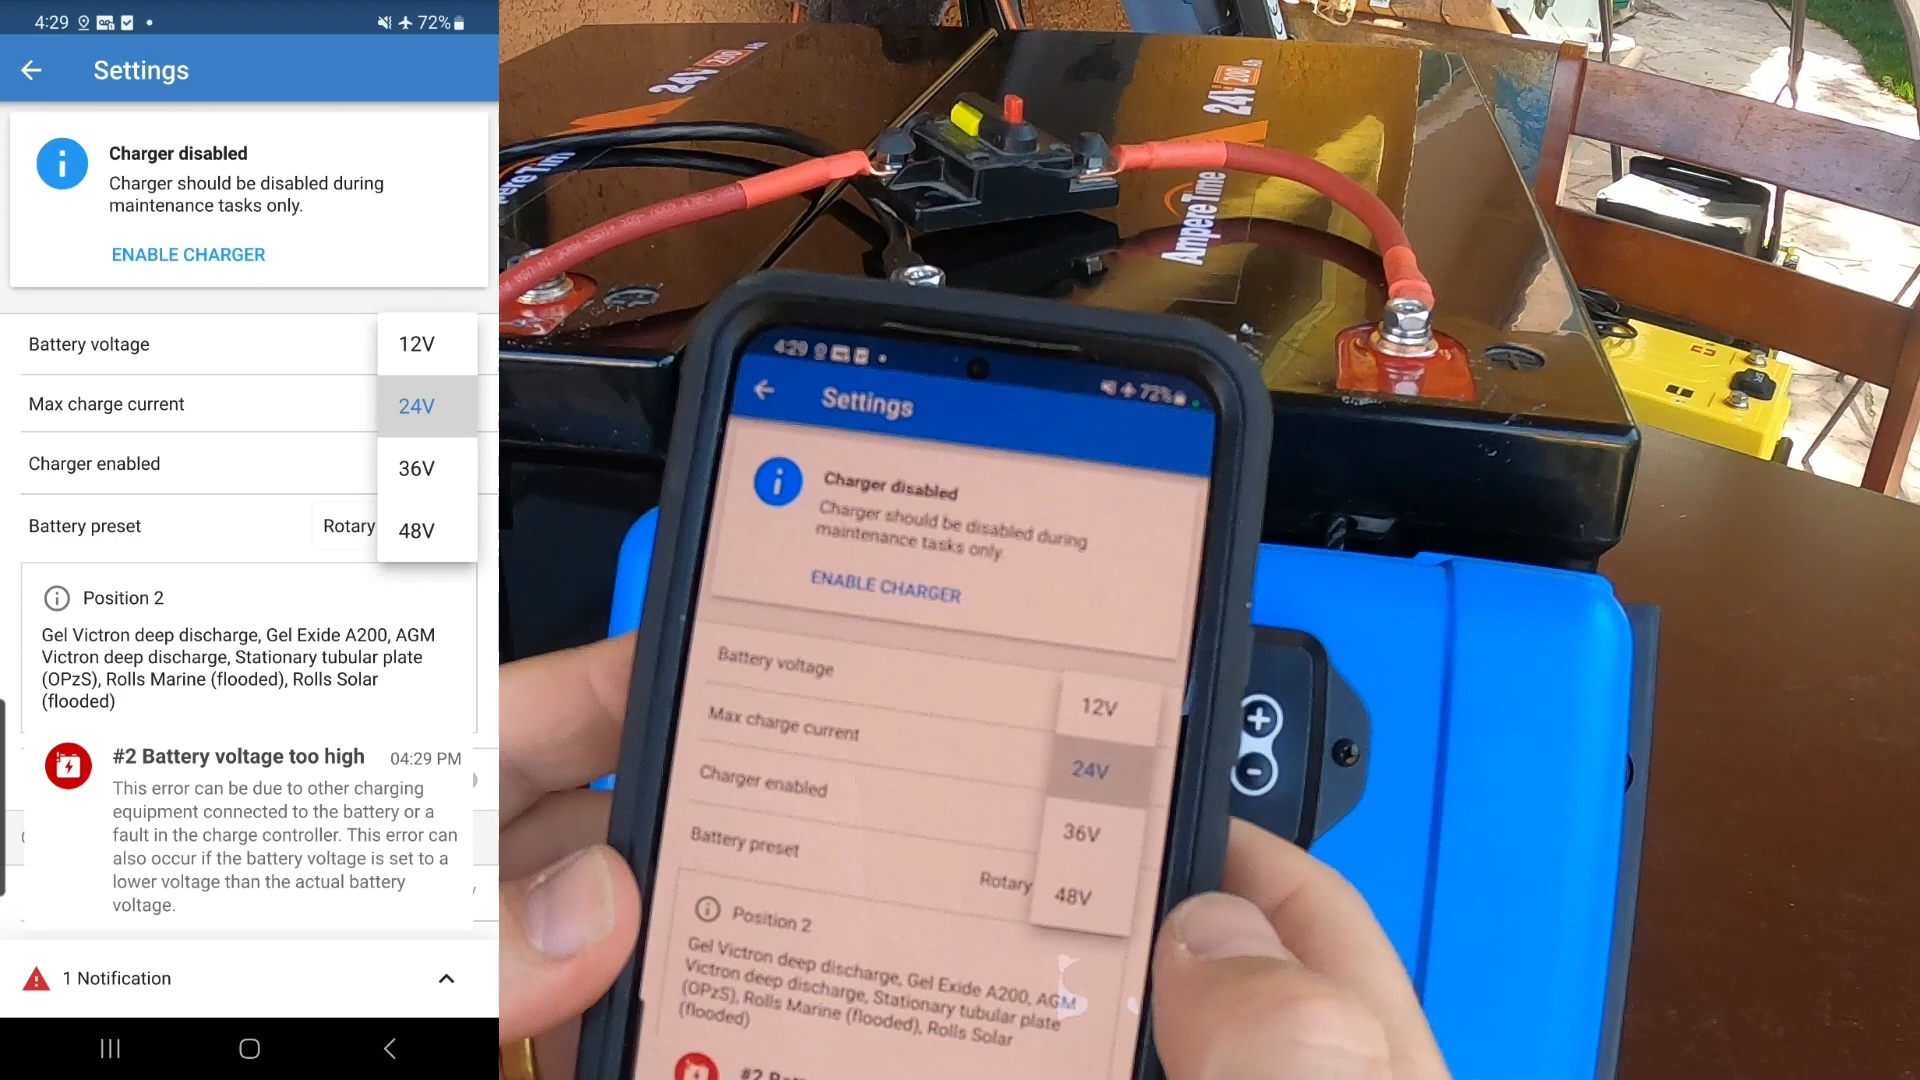 4:29
72%
Settings
Charger disabled
Charger should be disabled during
maintenance tasks only.
ENABLE CHARGER
Battery voltage
12V
Max charge current
24V
Charger enabled
36V
Battery preset
Rotary
48V
Position 2
Gel Victron deep discharge, Gel Exide A200, AGM
Victron deep discharge, Stationary tubular plate
(OPzS), Rolls Marine (flooded), Rolls Solar
(flooded)
#2 Battery voltage too high
04:29 PM
This error can be due to other charging
equipment connected to the battery or a
fault in the charge controller. This error can
also occur if the battery voltage is set to a
lower voltage than the actual battery
voltage.
1 Notification
24V 200 Ah
24V 200 Ah
Ampere Time
4:29
72%
Settings
Charger disabled
Charger should be disabled during
maintenance tasks only.
ENABLE CHARGER
Battery voltage
12V
Max charge current
24V
Charger enabled
36V
Battery preset
Rotary
48V
Position 2
Gel Victron deep discharge, Gel Exide A200, AGM
Victron deep discharge, Stationary tubular plate
(OPzS), Rolls Marine (flooded), Rolls Solar
(flooded)
#2